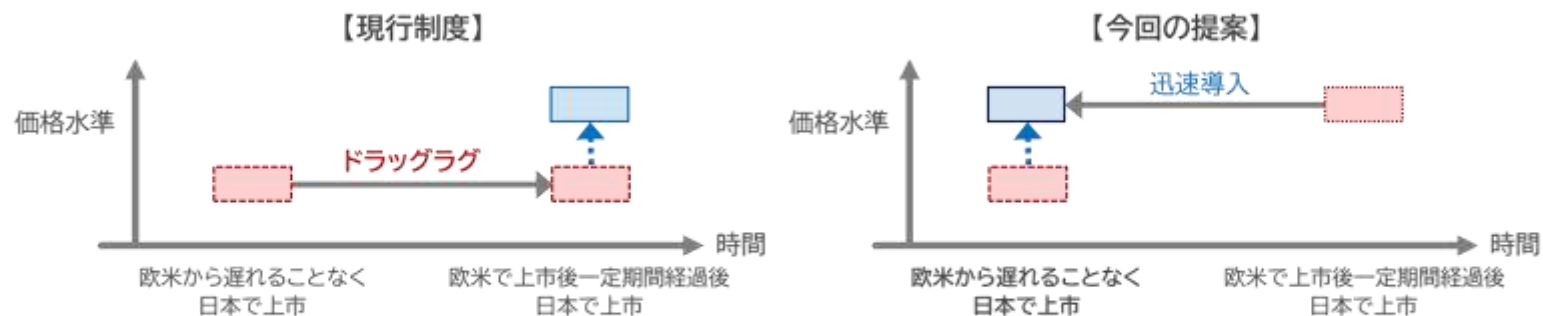 【現行制度】
価格水準
ドラッグラグ
時間
欧米から遅れることなく
日本で上市
欧米で上市後一定期間経過後
日本で上市
【今回の提案】
価格水準
迅速導入
時間
欧米から遅れることなく
日本で上市
欧米で上市後一定期間経過後
日本で上市